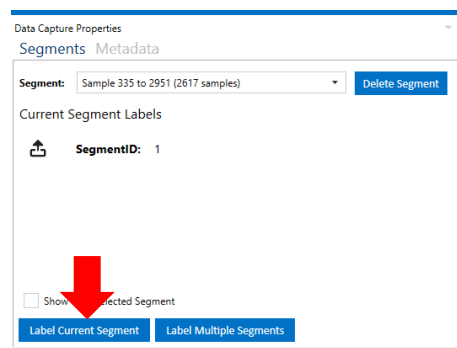 Data Capture Properties
Segments Metadata
Segment: Sample 335 to 2951 (2617 samples) Delete Segment
Current Segment Labels
SegmentID: 1
Show Selected Segment
Label Current Segment Label Multiple Segments